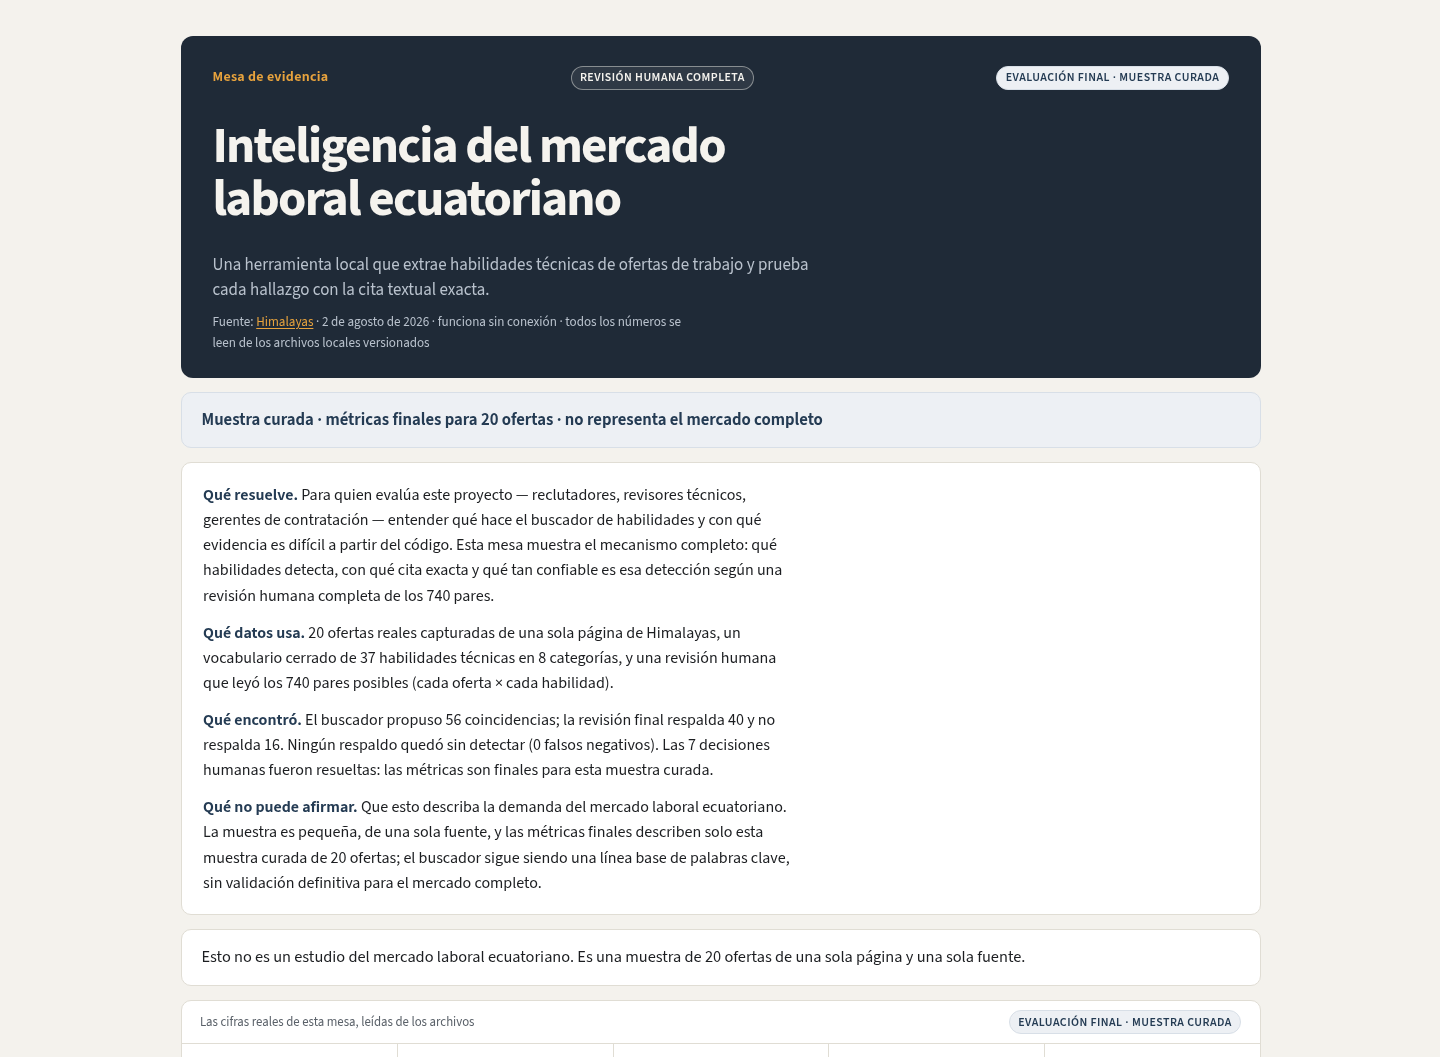 Mesa de evidencia
REVISIÓN HUMANA COMPLETA
EVALUACIÓN FINAL · MUESTRA CURADA
Inteligencia del mercado
laboral ecuatoriano
Una herramienta local que extrae habilidades técnicas de ofertas de trabajo y prueba
cada hallazgo con la cita textual exacta.
Fuente: Himalayas · 2 de agosto de 2026 · funciona sin conexión · todos los números se
leen de los archivos locales versionados
Muestra curada · métricas finales para 20 ofertas · no representa el mercado completo
Qué resuelve. Para quien evalúa este proyecto — reclutadores, revisores técnicos,
gerentes de contratación — entender qué hace el buscador de habilidades y con qué
evidencia es difícil a partir del código. Esta mesa muestra el mecanismo completo: qué
habilidades detecta, con qué cita exacta y qué tan confiable es esa detección según una
revisión humana completa de los 740 pares.
Qué datos usa. 20 ofertas reales capturadas de una sola página de Himalayas, un
vocabulario cerrado de 37 habilidades técnicas en 8 categorías, y una revisión humana
que leyó los 740 pares posibles (cada oferta × cada habilidad).
Qué encontró. El buscador propuso 56 coincidencias; la revisión final respalda 40 y no
respalda 16. Ningún respaldo quedó sin detectar (0 falsos negativos). Las 7 decisiones
humanas fueron resueltas: las métricas son finales para esta muestra curada.
Qué no puede afirmar. Que esto describa la demanda del mercado laboral ecuatoriano.
La muestra es pequeña, de una sola fuente, y las métricas finales describen solo esta
muestra curada de 20 ofertas; el buscador sigue siendo una línea base de palabras clave,
sin validación definitiva para el mercado completo.
Esto no es un estudio del mercado laboral ecuatoriano. Es una muestra de 20 ofertas de una sola página y una sola fuente.
Las cifras reales de esta mesa, leídas de los archivos
EVALUACIÓN FINAL · MUESTRA CURADA